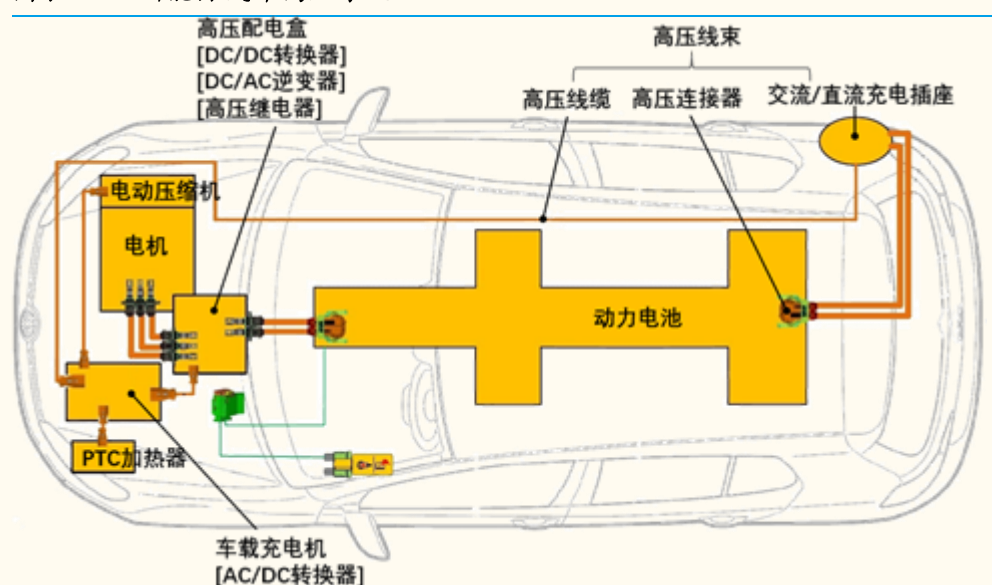 高压配电盒
[DC/DC转换器]
[DC/AC逆变器]
[高压继电器]
高压线束
高压线缆
高压连接器
交流/直流充电插座
电动压缩机
电机
动力电池
PTC加热器
车载充电机
[AC/DC转换器]